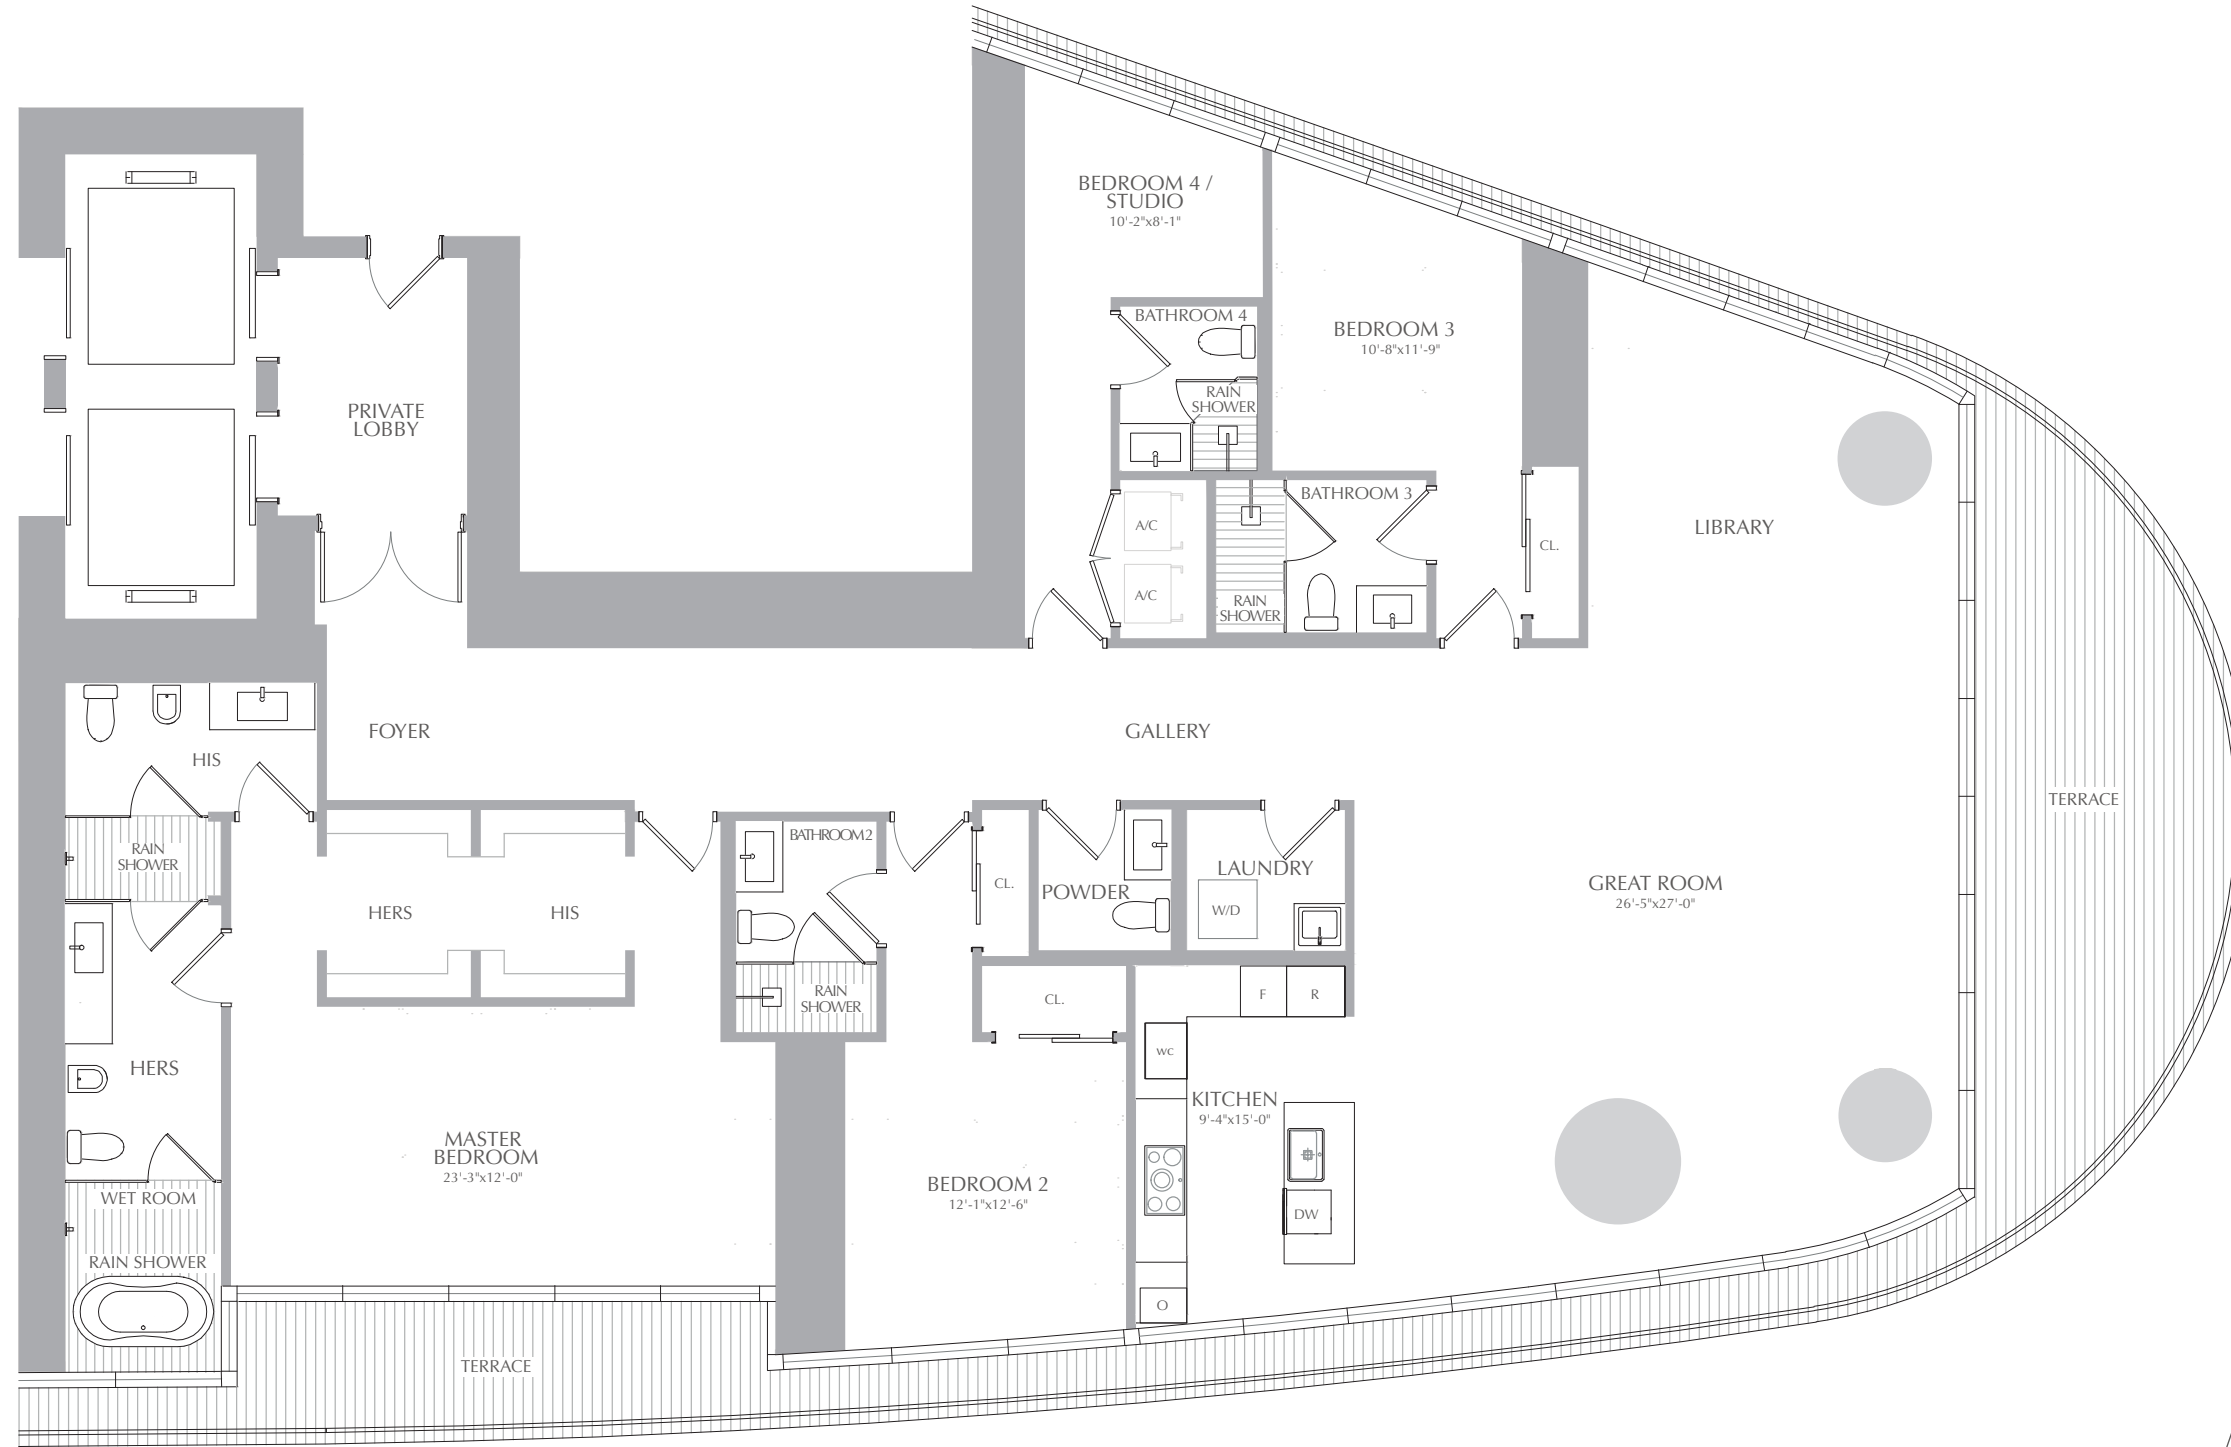 BEDROOM 4 /
STUDIO
10'-2"x8'-1"
BATHROOM 4
RAIN
SHOWER
BEDROOM 3
10'-8"x11'-9"
PRIVATE
LOBBY
A/C
A/C
BATHROOM 3
RAIN
SHOWER
CL.
LIBRARY
FOYER
GALLERY
HIS
RAIN
SHOWER
HERS
HIS
BATHROOM 2
RAIN
SHOWER
CL.
POWDER
LAUNDRY
W/D
GREAT ROOM
26'-5"x27'-0"
TERRACE
CL.
F
R
WC
HERS
MASTER
BEDROOM
23'-3"x12'-0"
BEDROOM 2
12'-1"x12'-6"
KITCHEN
9'-4"x15'-0"
DW
O
WET ROOM
RAIN SHOWER
TERRACE